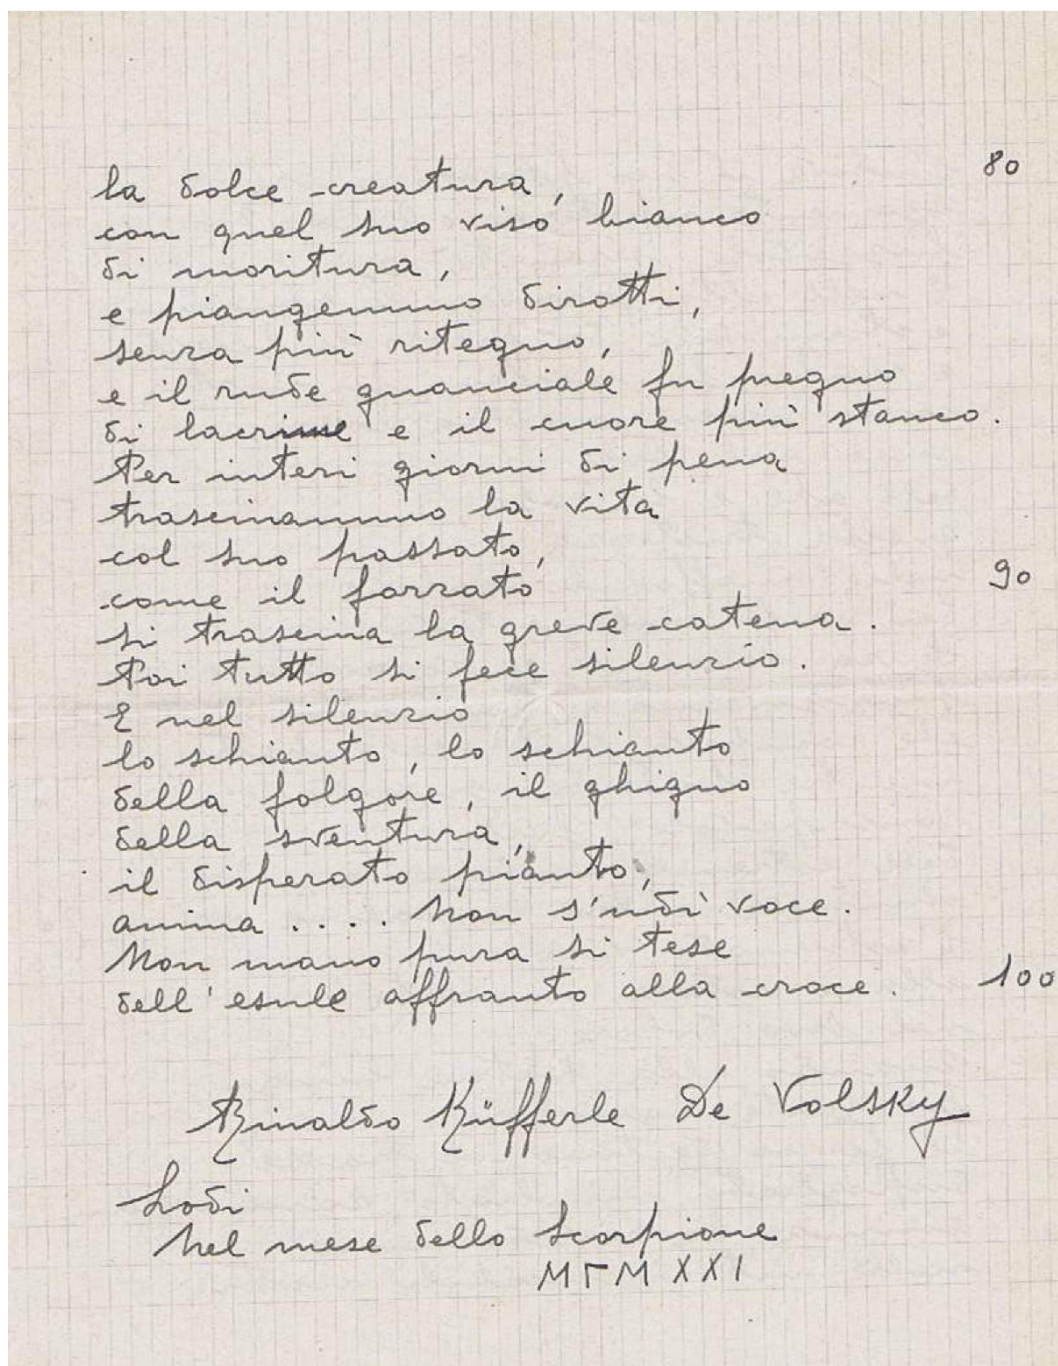 la dolce creatura, 80
con quel suo viso bianco
di moritura,
e piangemmo dirotti,
senza più ritegno,
e il rude guanciale fu pregno
di lacrime e il cuore più stanco.
Per interi giorni di pena
trascinammo la vita
col suo passato,
come il forzato 90
si trascina la greve catena.
Poi tutto si fece silenzio.
E nel silenzio
lo schianto, lo schianto
della folgore, il ghigno
della sventura,
il disperato pianto,
anima .... Non s'udì voce.
Non mano pura si tese
dell'esule affranto alla croce. 100
Rinaldo Küfferle De Volsky
Lodi
Nel mese dello Scorpione
MCMXXI